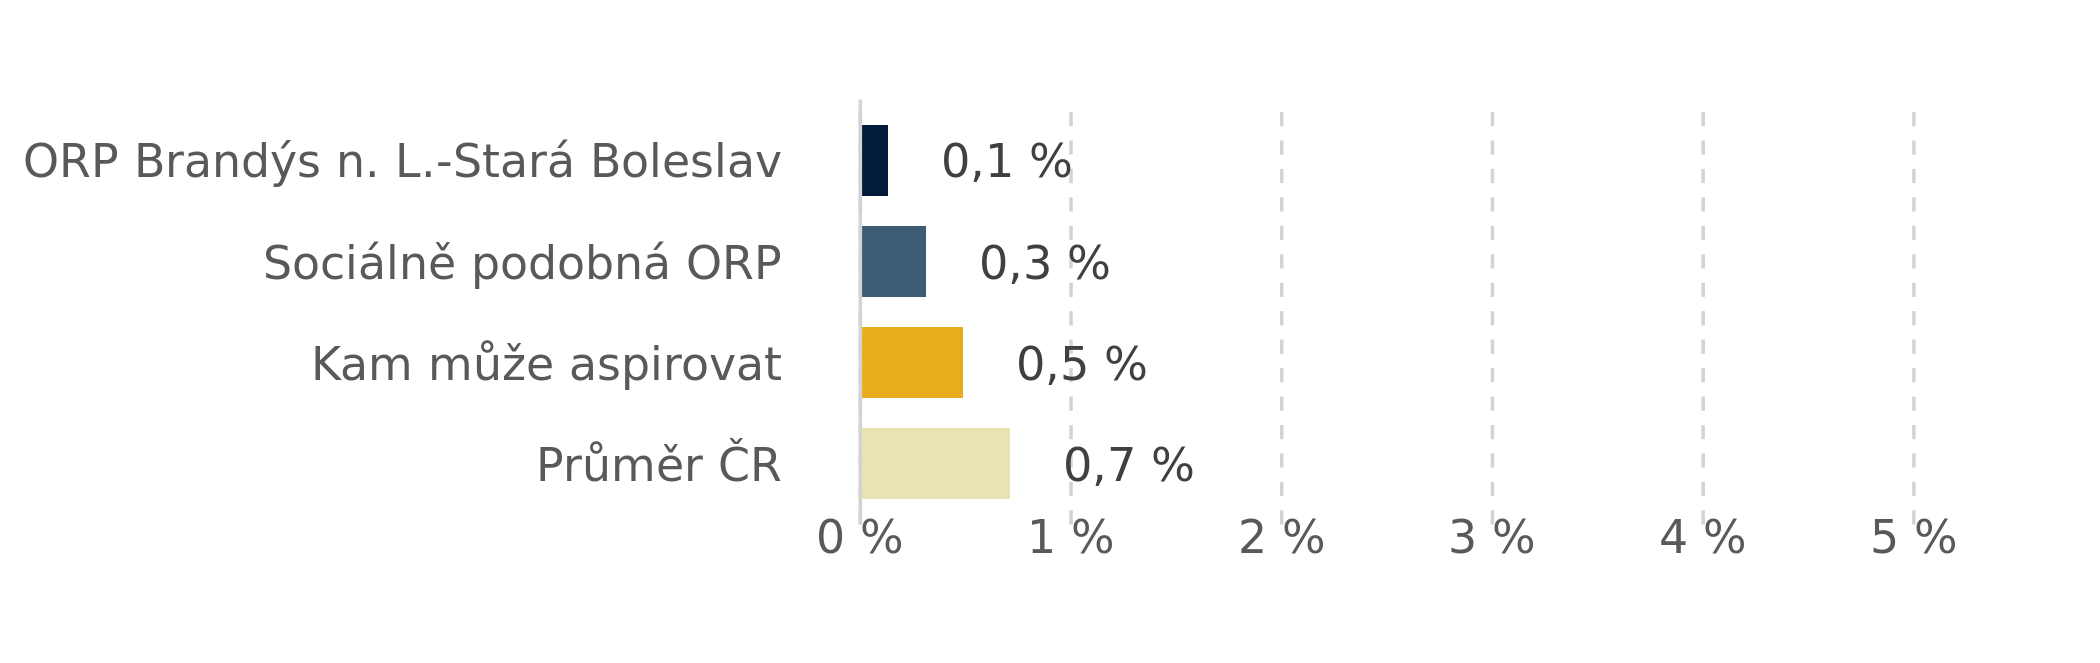 ORP Brandýs n. L.-Stará Boleslav 0,1 %
Sociálně podobná ORP 0,3 %
Kam může aspirovat 0,5 %
Průměr ČR 0,7 %
0 % 1 % 2 % 3 % 4 % 5 %